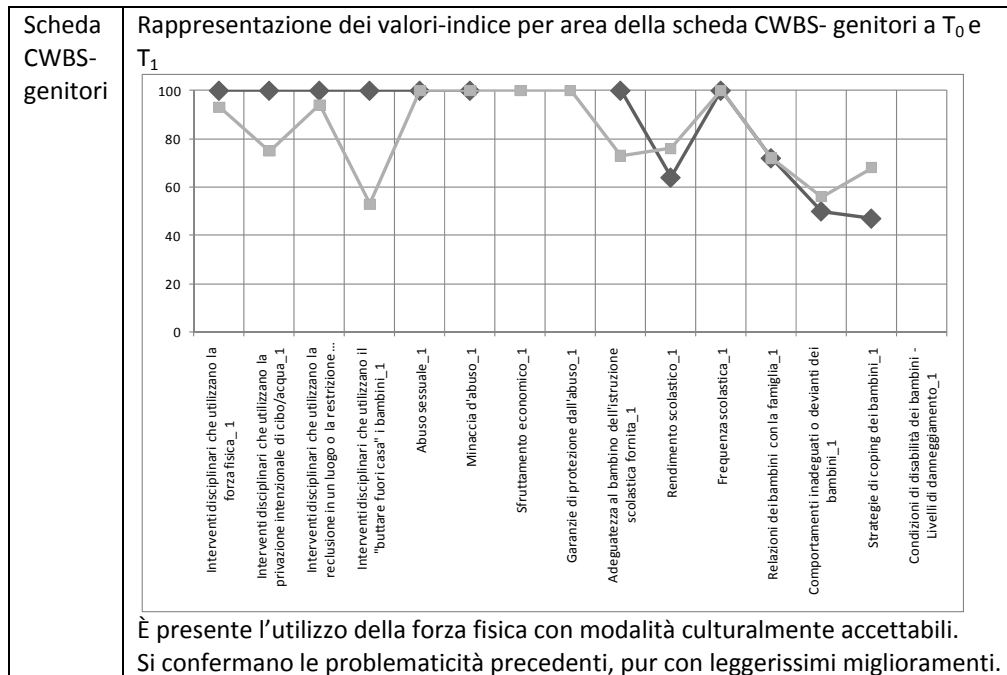 Scheda
CWBS-
genitori
Rappresentazione dei valori-indice per area della scheda CWBS- genitori a T0 e
T1
100
80
60
40
20
0
Interventi disciplinari che utilizzano la
forza fisica_ 1
Interventi disciplinari che utilizzano la
privazione intenzionale di cibo/acqua_1
Interventi disciplinari che utilizzano la
reclusione in un luogo o la restrizione ...
Interventi disciplinari che utilizzano il
"buttare fuori casa" i bambini_1
Abuso sessuale_1
Minaccia d'abuso_1
Sfruttamento economico_1
Garanzie di protezione dall'abuso_1
Adeguatezza al bambino dell'istruzione
scolastica fornita_1
Rendimento scolastico_1
Frequenza scolastica_1
Relazioni dei bambini con la famiglia_1
Comportamenti inadeguati o devianti dei
bambini_1
Strategie di coping dei bambini_1
Condizioni di disabilità dei bambini -
Livelli di danneggiamento_1
È presente l'utilizzo della forza fisica con modalità culturalmente accettabili.
Si confermano le problematicità precedenti, pur con leggerissimi miglioramenti.